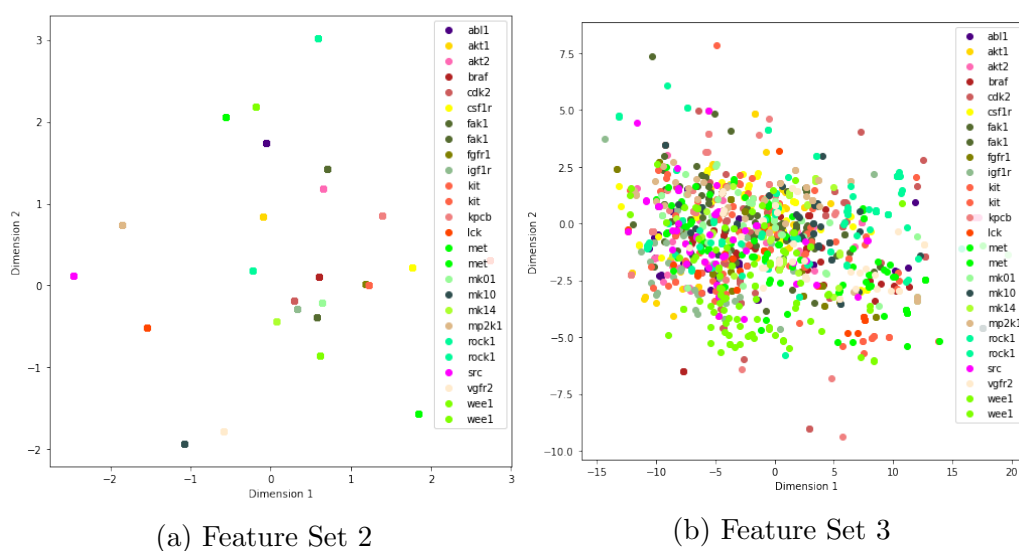 3
2
1
0
−1
−2
−2
−1
0
1
2
3
Dimension 2
Dimension 1
abl1
akt1
akt2
braf
cdk2
csf1r
fak1
fak1
fgfr1
igf1r
kit
kit
kpcb
lck
met
met
mk01
mk10
mk14
mp2k1
rock1
rock1
src
vgfr2
wee1
wee1
(a) Feature Set 2
7.5
5.0
2.5
0.0
−2.5
−5.0
−7.5
−10.0
−15
−10
−5
0
5
10
15
20
Dimension 2
Dimension 1
abl1
akt1
akt2
braf
cdk2
csf1r
fak1
fak1
fgfr1
igf1r
kit
kit
kpcb
lck
met
met
mk01
mk10
mk14
mp2k1
rock1
rock1
src
vgfr2
wee1
wee1
(b) Feature Set 3